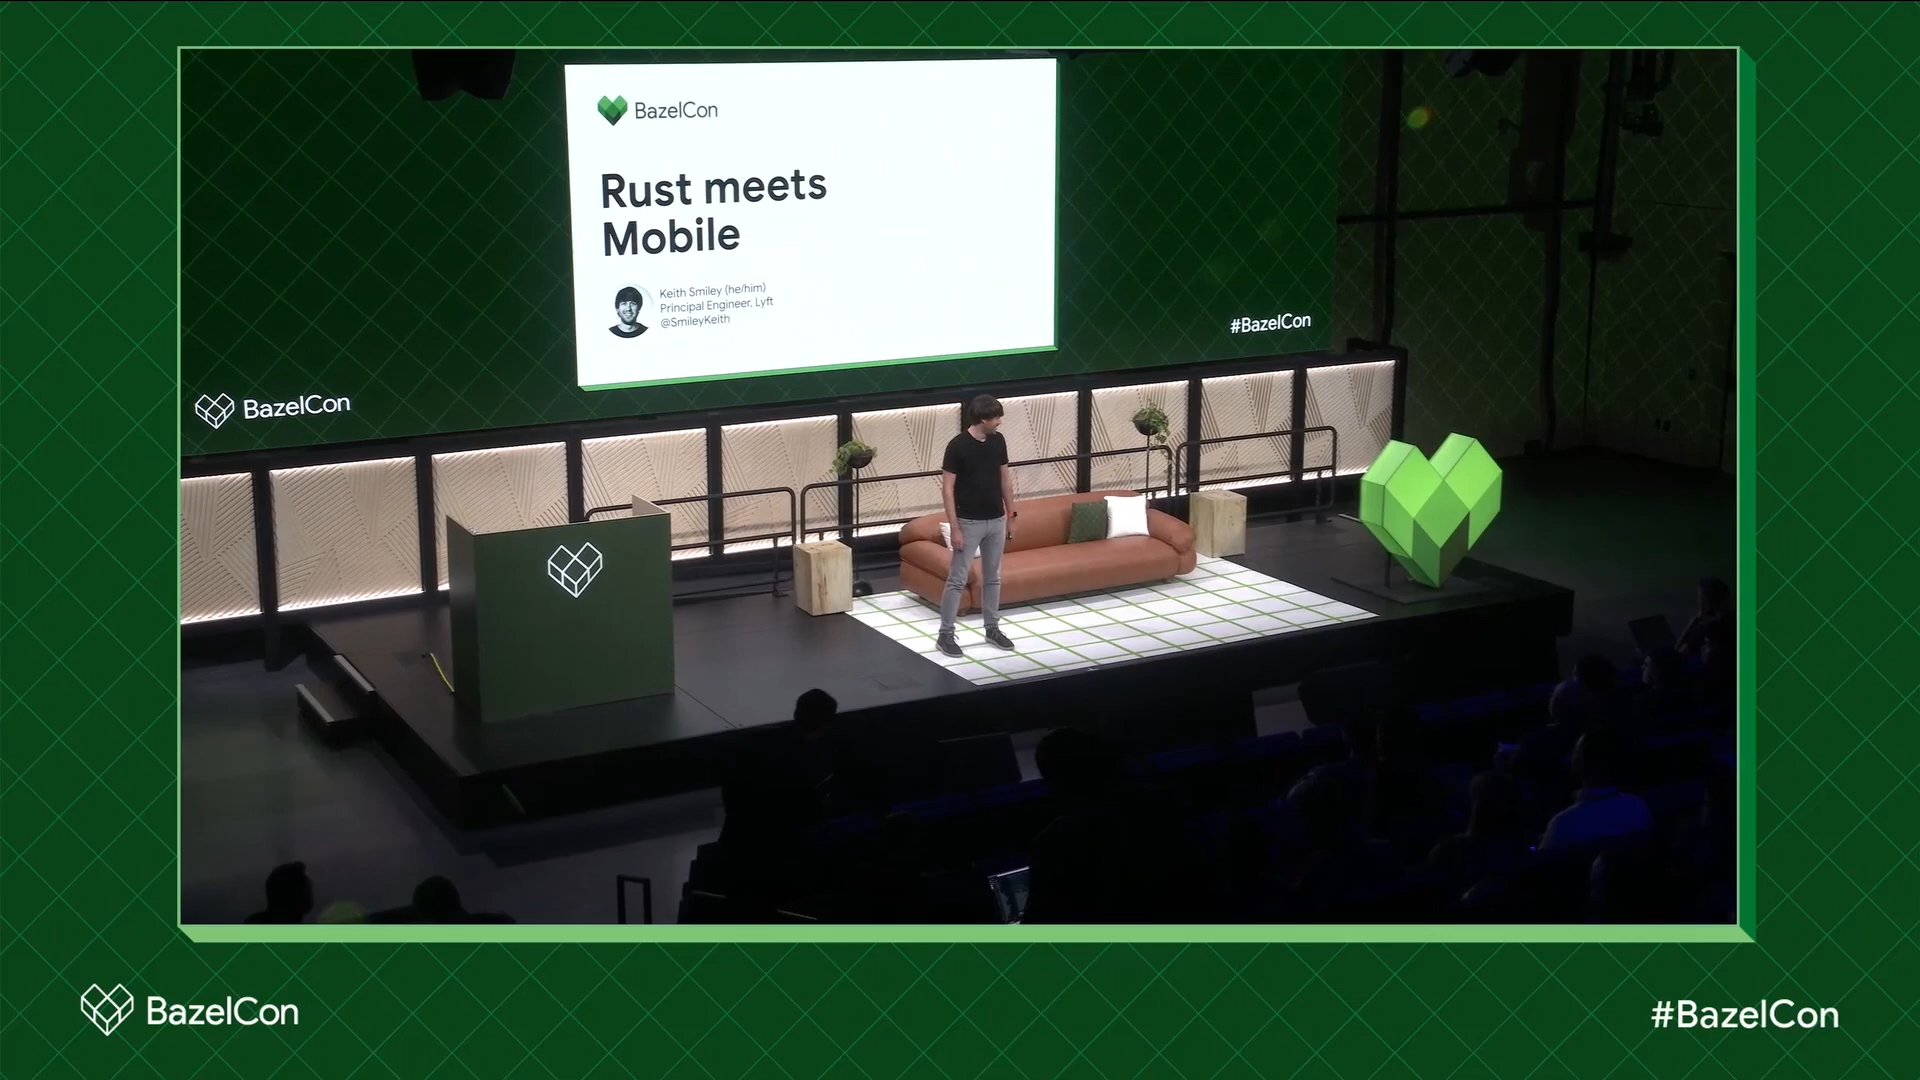 BazelCon
Rust meets
Mobile
Keith Smiley (he/him)
Principal Engineer, Lyft
@SmileyKeith
#BazelCon
BazelCon
BazelCon
#BazelCon